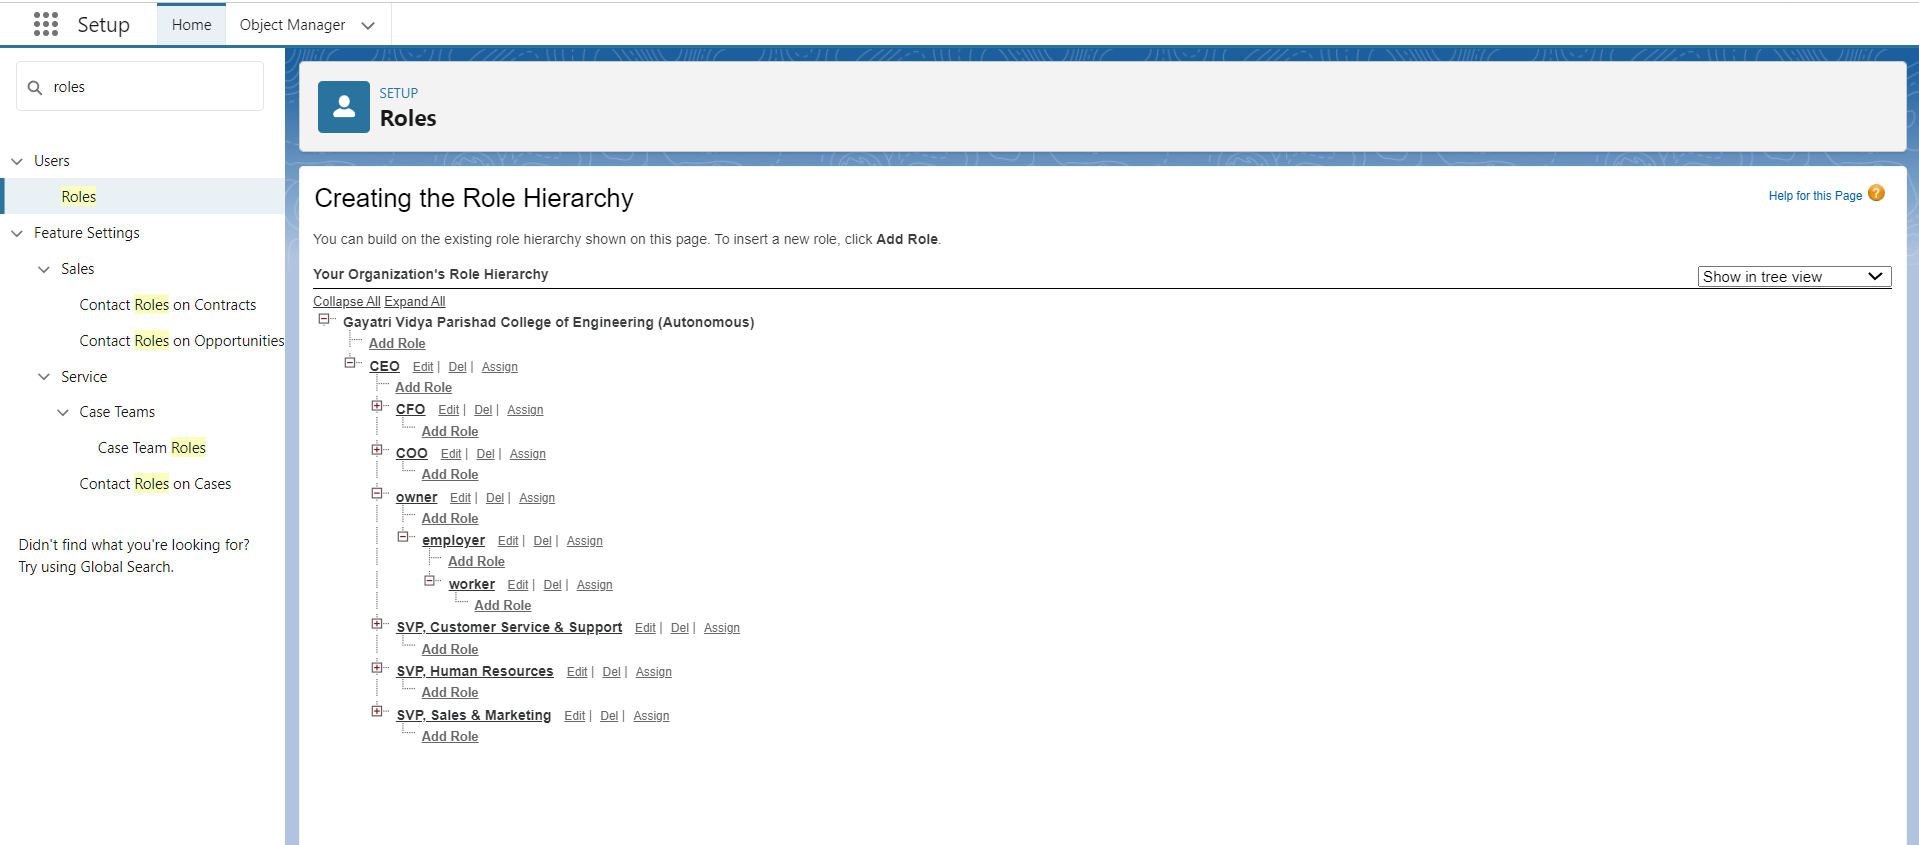 Setup Home Object Manager
roles
Users
Roles
Feature Settings
Sales
Contact Roles on Contracts
Contact Roles on Opportunities
Service
Case Teams
Case Team Roles
Contact Roles on Cases
Didn't find what you're looking for?
Try using Global Search.
SETUP
Roles
Creating the Role Hierarchy
Help for this Page ?
You can build on the existing role hierarchy shown on this page. To insert a new role, click Add Role.
Your Organization's Role Hierarchy
Show in tree view
Collapse All Expand All
Gayatri Vidya Parishad College of Engineering (Autonomous)
Add Role
CEO Edit | Del | Assign
Add Role
CFO Edit | Del | Assign
Add Role
COO Edit | Del | Assign
Add Role
owner Edit | Del | Assign
Add Role
employer Edit | Del | Assign
Add Role
worker Edit | Del | Assign
Add Role
SVP, Customer Service & Support Edit | Del | Assign
Add Role
SVP, Human Resources Edit | Del | Assign
Add Role
SVP, Sales & Marketing Edit | Del | Assign
Add Role